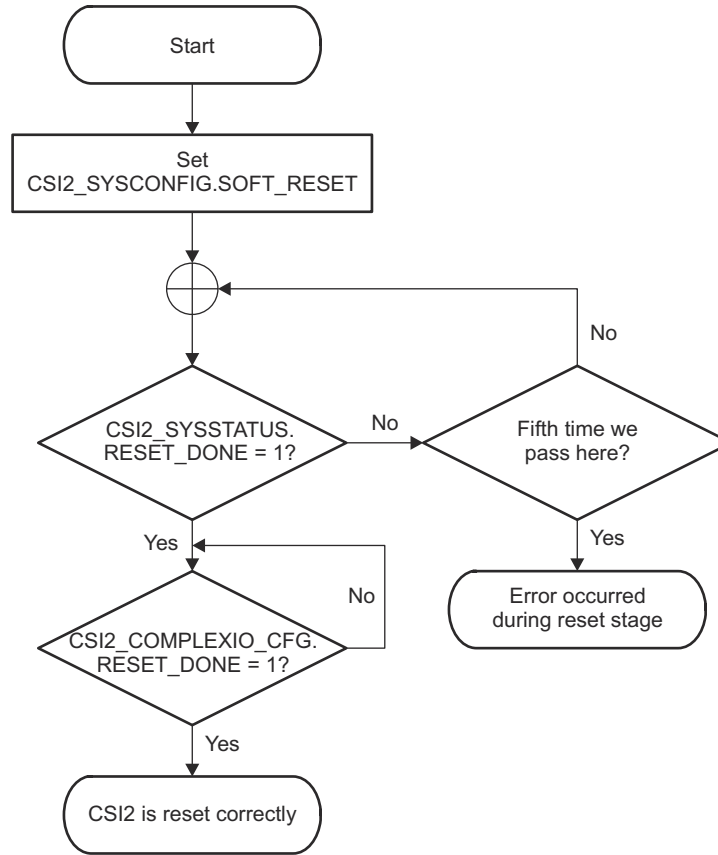 Start
Set
CSI2_SYSCONFIG.SOFT_RESET
No
CSI2_SYSSTATUS.
RESET_DONE = 1?
No
Fifth time we
pass here?
Yes
Yes
No
Error occurred
during reset stage
CSI2_COMPLEXIO_CFG.
RESET_DONE = 1?
Yes
CSI2 is reset correctly